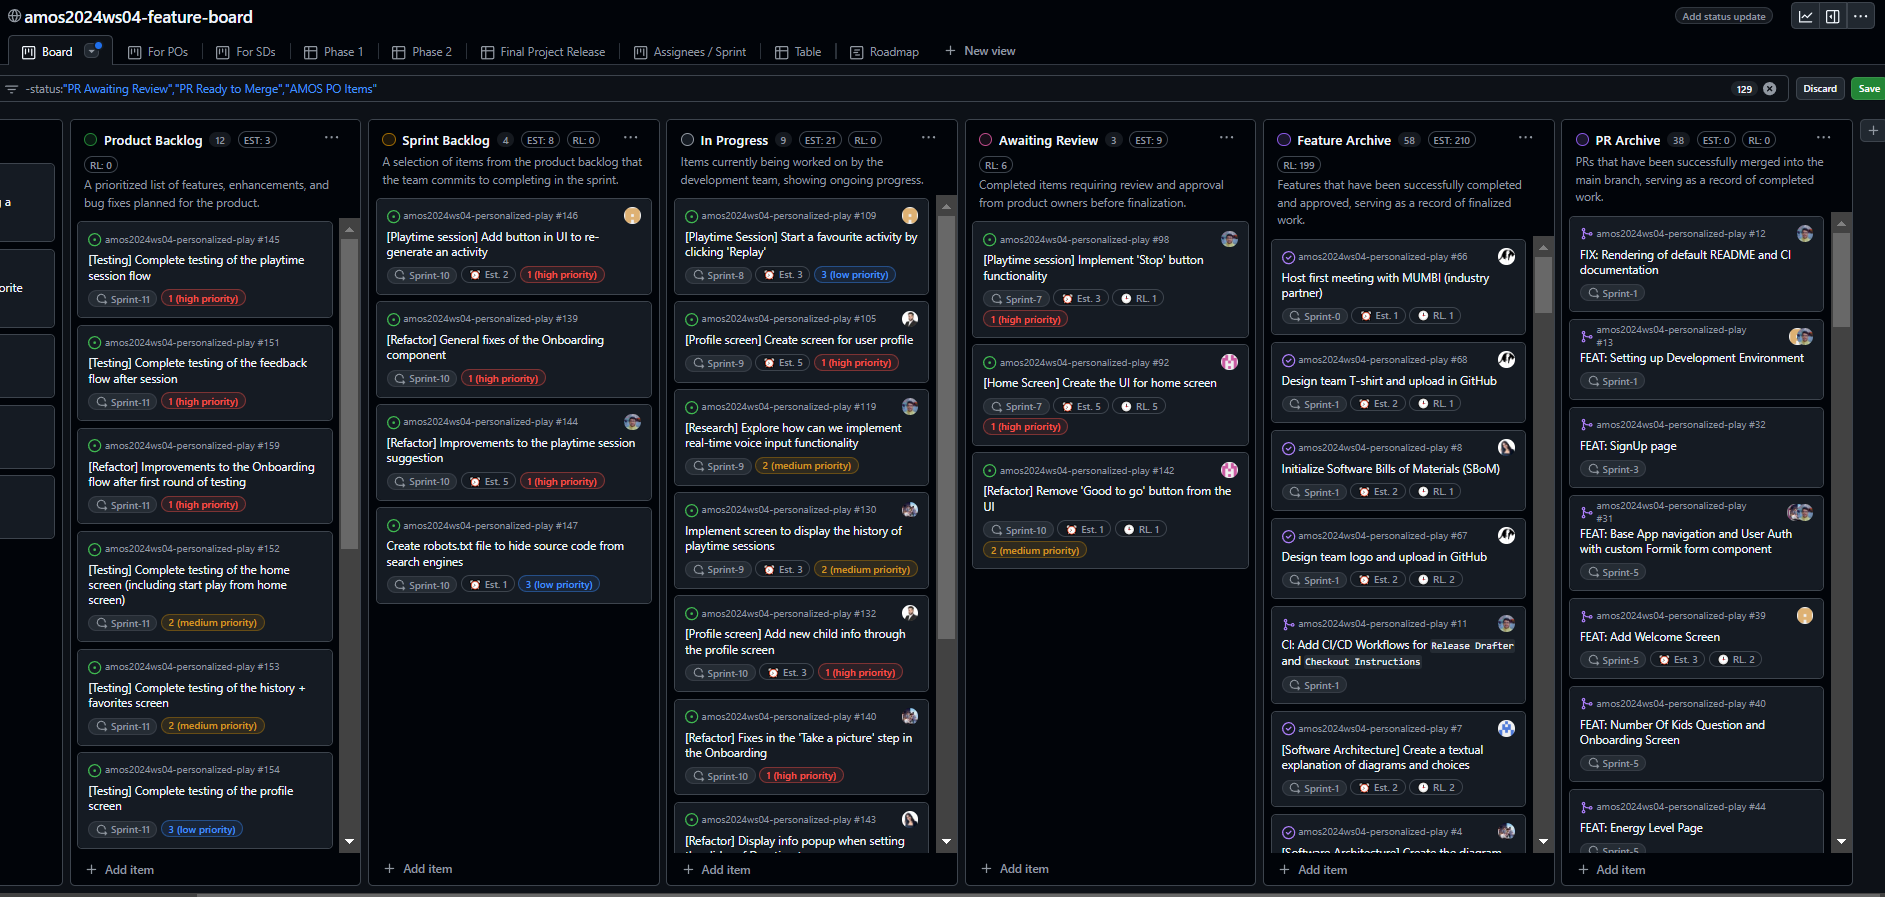 amos2024ws04-feature-board
Add status update
Board
For POs
For SDs
Phase 1
Phase 2
Final Project Release
Assignees / Sprint
Table
Roadmap
New view
-status:"PR Awaiting Review","PR Ready to Merge","AMOS PO Items"
129
Discard
Save
g a
orite
Product Backlog 12 EST: 3
RL: 0
A prioritized list of features, enhancements, and
bug fixes planned for the product.
amos2024ws04-personalized-play #145
[Testing] Complete testing of the playtime
session flow
Sprint-11 1 (high priority)
amos2024ws04-personalized-play #151
[Testing] Complete testing of the feedback
flow after session
Sprint-11 1 (high priority)
amos2024ws04-personalized-play #159
[Refactor] Improvements to the Onboarding
flow after first round of testing
Sprint-11 1 (high priority)
amos2024ws04-personalized-play #152
[Testing] Complete testing of the home
screen (including start play from home
screen)
Sprint-11 2 (medium priority)
amos2024ws04-personalized-play #153
[Testing] Complete testing of the history +
favorites screen
Sprint-11 2 (medium priority)
amos2024ws04-personalized-play #154
[Testing] Complete testing of the profile
screen
Sprint-11 3 (low priority)
Add item
Sprint Backlog 4 EST: 8 RL: 0
A selection of items from the product backlog that
the team commits to completing in the sprint.
amos2024ws04-personalized-play #146
[Playtime session] Add button in UI to re-
generate an activity
Sprint-10 Est. 2 1 (high priority)
amos2024ws04-personalized-play #139
[Refactor] General fixes of the Onboarding
component
Sprint-10 1 (high priority)
amos2024ws04-personalized-play #144
[Refactor] Improvements to the playtime session
suggestion
Sprint-10 Est. 5 1 (high priority)
amos2024ws04-personalized-play #147
Create robots.txt file to hide source code from
search engines
Sprint-10 Est. 1 3 (low priority)
Add item
In Progress 9 EST: 21 RL: 0
Items currently being worked on by the
development team, showing ongoing progress.
amos2024ws04-personalized-play #109
[Playtime Session] Start a favourite activity by
clicking 'Replay'
Sprint-8 Est. 3 3 (low priority)
amos2024ws04-personalized-play #105
[Profile screen] Create screen for user profile
Sprint-9 Est. 5 1 (high priority)
amos2024ws04-personalized-play #119
[Research] Explore how can we implement
real-time voice input functionality
Sprint-9 2 (medium priority)
amos2024ws04-personalized-play #130
Implement screen to display the history of
playtime sessions
Sprint-9 Est. 3 2 (medium priority)
amos2024ws04-personalized-play #132
[Profile screen] Add new child info through
the profile screen
Sprint-10 Est. 3 1 (high priority)
amos2024ws04-personalized-play #140
[Refactor] Fixes in the 'Take a picture' step in
the Onboarding
Sprint-10 1 (high priority)
amos2024ws04-personalized-play #143
[Refactor] Display info popup when setting
Add item
Awaiting Review 3 EST: 9
RL: 6
Completed items requiring review and approval
from product owners before finalization.
amos2024ws04-personalized-play #98
[Playtime session] Implement 'Stop' button
functionality
Sprint-7 Est. 3 RL. 1
1 (high priority)
amos2024ws04-personalized-play #92
[Home Screen] Create the UI for home screen
Sprint-7 Est. 5 RL. 5
1 (high priority)
amos2024ws04-personalized-play #142
[Refactor] Remove 'Good to go' button from the
UI
Sprint-10 Est. 1 RL. 1
2 (medium priority)
Add item
Feature Archive 58 EST: 210
RL: 199
Features that have been successfully completed
and approved, serving as a record of finalized
work.
amos2024ws04-personalized-play #66
Host first meeting with MUMBI (industry
partner)
Sprint-0 Est. 1 RL. 1
amos2024ws04-personalized-play #68
Design team T-shirt and upload in GitHub
Sprint-1 Est. 2 RL. 1
amos2024ws04-personalized-play #8
Initialize Software Bills of Materials (SBoM)
Sprint-1 Est. 2 RL. 1
amos2024ws04-personalized-play #67
Design team logo and upload in GitHub
Sprint-1 Est. 2 RL. 2
amos2024ws04-personalized-play #11
CI: Add CI/CD Workflows for Release Drafter
and Checkout Instructions
Sprint-1
amos2024ws04-personalized-play #7
[Software Architecture] Create a textual
explanation of diagrams and choices
Sprint-1 Est. 2 RL. 2
amos2024ws04-personalized-play #4
[Software Architecture] Create the diagram
Add item
PR Archive 38 EST: 0 RL: 0
PRs that have been successfully merged into the
main branch, serving as a record of completed
work.
amos2024ws04-personalized-play #12
FIX: Rendering of default README and CI
documentation
Sprint-1
amos2024ws04-personalized-play
#13
FEAT: Setting up Development Environment
Sprint-1
amos2024ws04-personalized-play #32
FEAT: SignUp page
Sprint-3
amos2024ws04-personalized-play
#31
FEAT: Base App navigation and User Auth
with custom Formik form component
Sprint-5
amos2024ws04-personalized-play #39
FEAT: Add Welcome Screen
Sprint-5 Est. 3 RL. 2
amos2024ws04-personalized-play #40
FEAT: Number Of Kids Question and
Onboarding Screen
Sprint-5
amos2024ws04-personalized-play #44
FEAT: Energy Level Page
Sprint-5
Add item